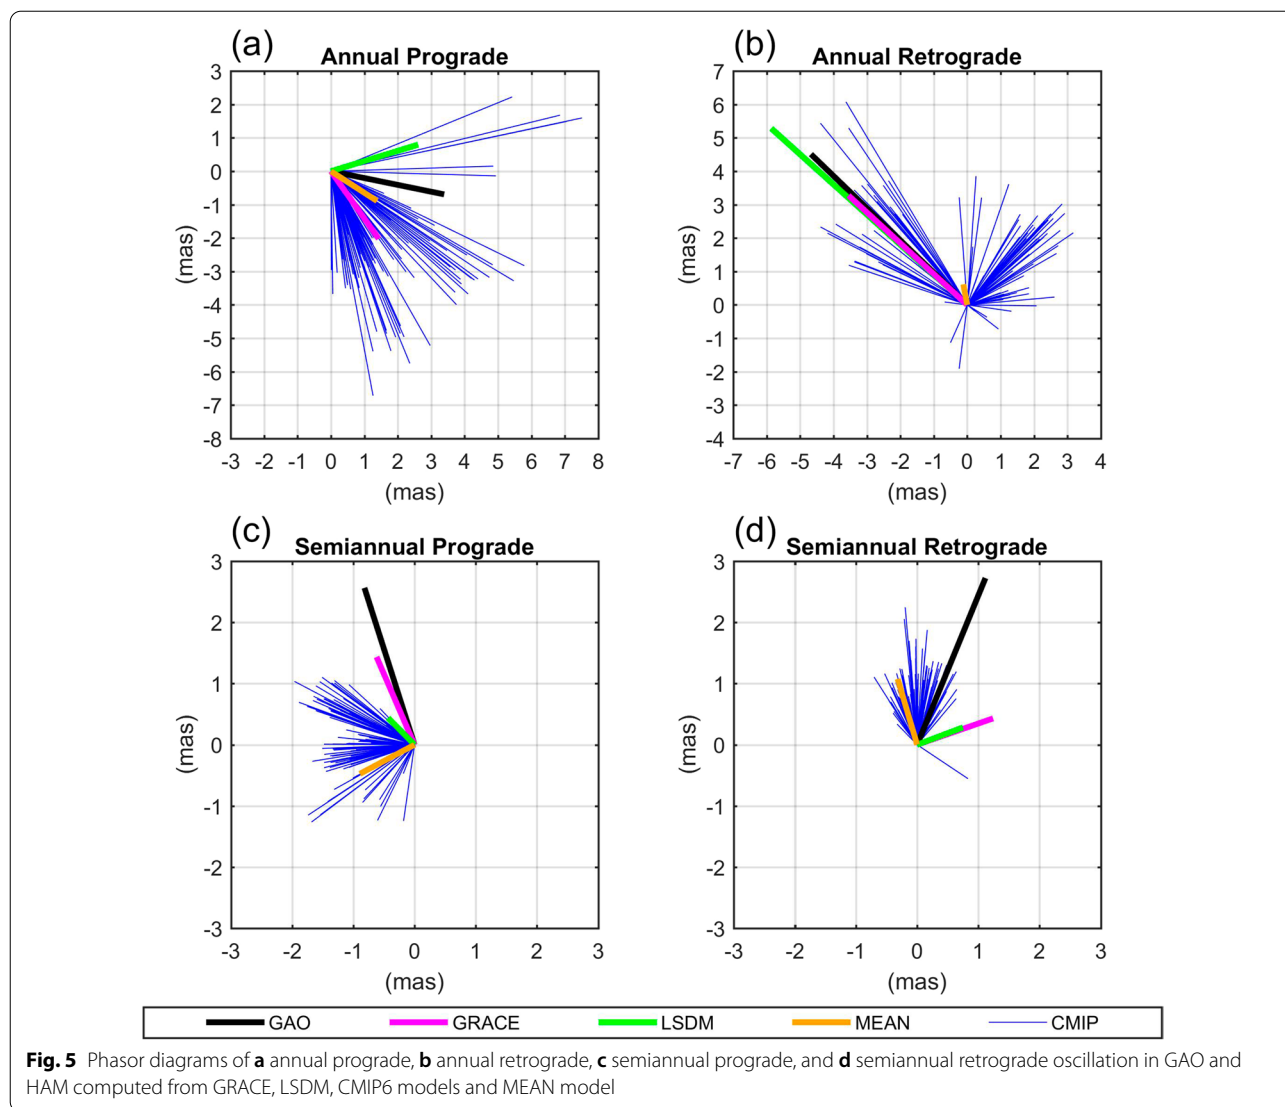 (a)
Annual Prograde
3
2
1
0
-1
-2
-3
-4
-5
-6
-7
-8
(mas)
-3 -2 -1 0 1 2 3 4 5 6 7 8
(mas)
(b)
Annual Retrograde
7
6
5
4
3
2
1
0
-1
-2
-3
-4
(mas)
-7 -6 -5 -4 -3 -2 -1 0 1 2 3 4
(mas)
(c)
Semiannual Prograde
3
2
1
0
-1
-2
-3
(mas)
-3 -2 -1 0 1 2 3
(mas)
(d)
Semiannual Retrograde
3
2
1
0
-1
-2
-3
(mas)
-3 -2 -1 0 1 2 3
(mas)
GAO GRACE LSDM MEAN CMIP
Fig. 5 Phasor diagrams of a annual prograde, b annual retrograde, c semiannual prograde, and d semiannual retrograde oscillation in GAO and
HAM computed from GRACE, LSDM, CMIP6 models and MEAN model